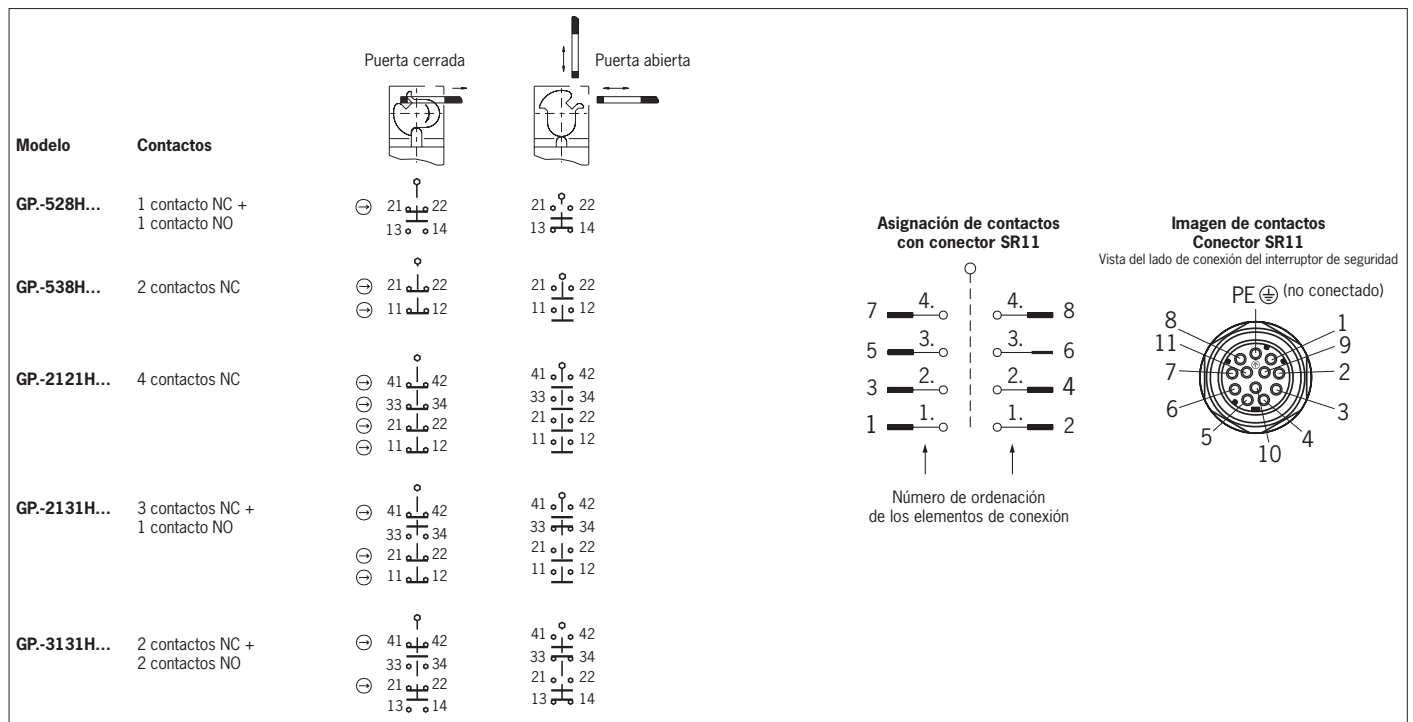 Puerta cerrada
Puerta abierta
Modelo Contactos
GP.-528H... 1 contacto NC +
1 contacto NO
21 22
13 14
21 22
13 14
GP.-538H... 2 contactos NC
21 22
11 12
21 22
11 12
GP.-2121H... 4 contactos NC
41 42
33 34
21 22
11 12
41 42
33 34
21 22
11 12
GP.-2131H... 3 contactos NC +
1 contacto NO
41 42
33 34
21 22
11 12
41 42
33 34
21 22
11 12
GP.-3131H... 2 contactos NC +
2 contactos NO
41 42
33 34
21 22
13 14
41 42
33 34
21 22
13 14
Asignación de contactos
con conector SR11
7 4. 4. 8
5 3. 3. 6
3 2. 2. 4
1 1. 1. 2
Número de ordenación
de los elementos de conexión
Imagen de contactos
Conector SR11
Vista del lado de conexión del interruptor de seguridad
PE (no conectado)
8 1
11 9
7 2
6 3
5 4
10